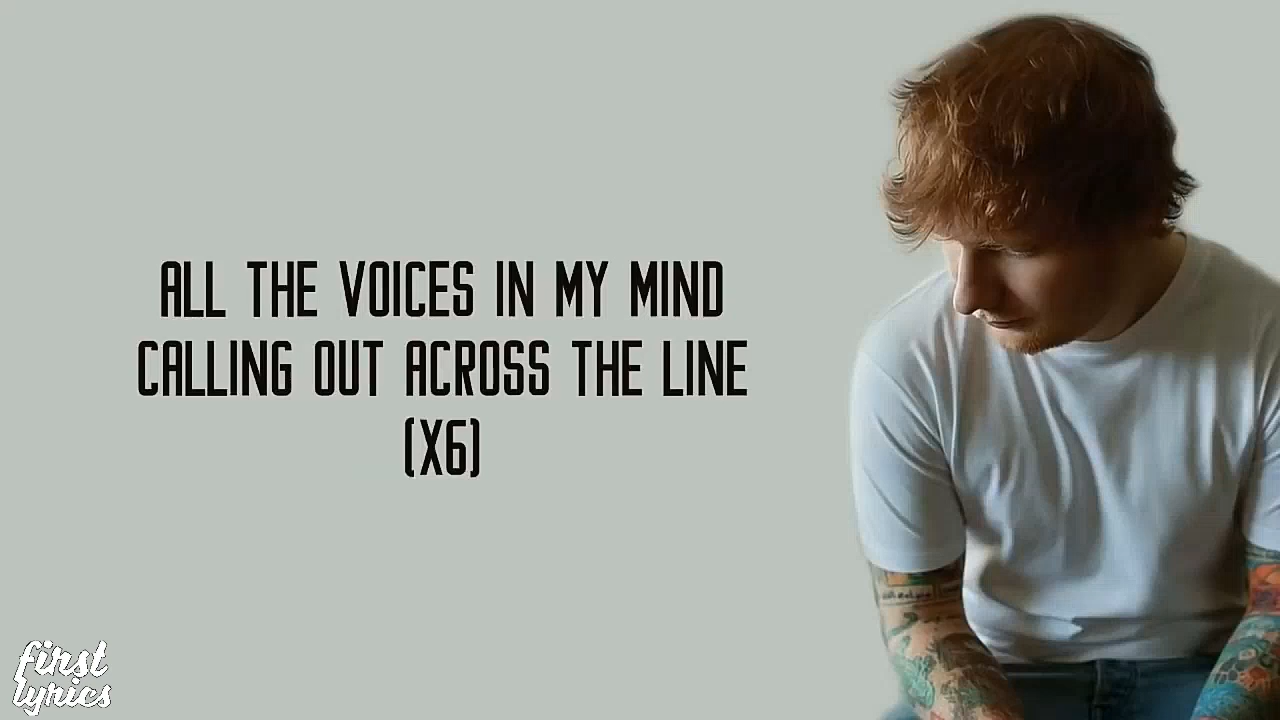 ALL THE VOICES IN MY MIND
CALLING OUT ACROSS THE LINE
(X6)
first
lyrics